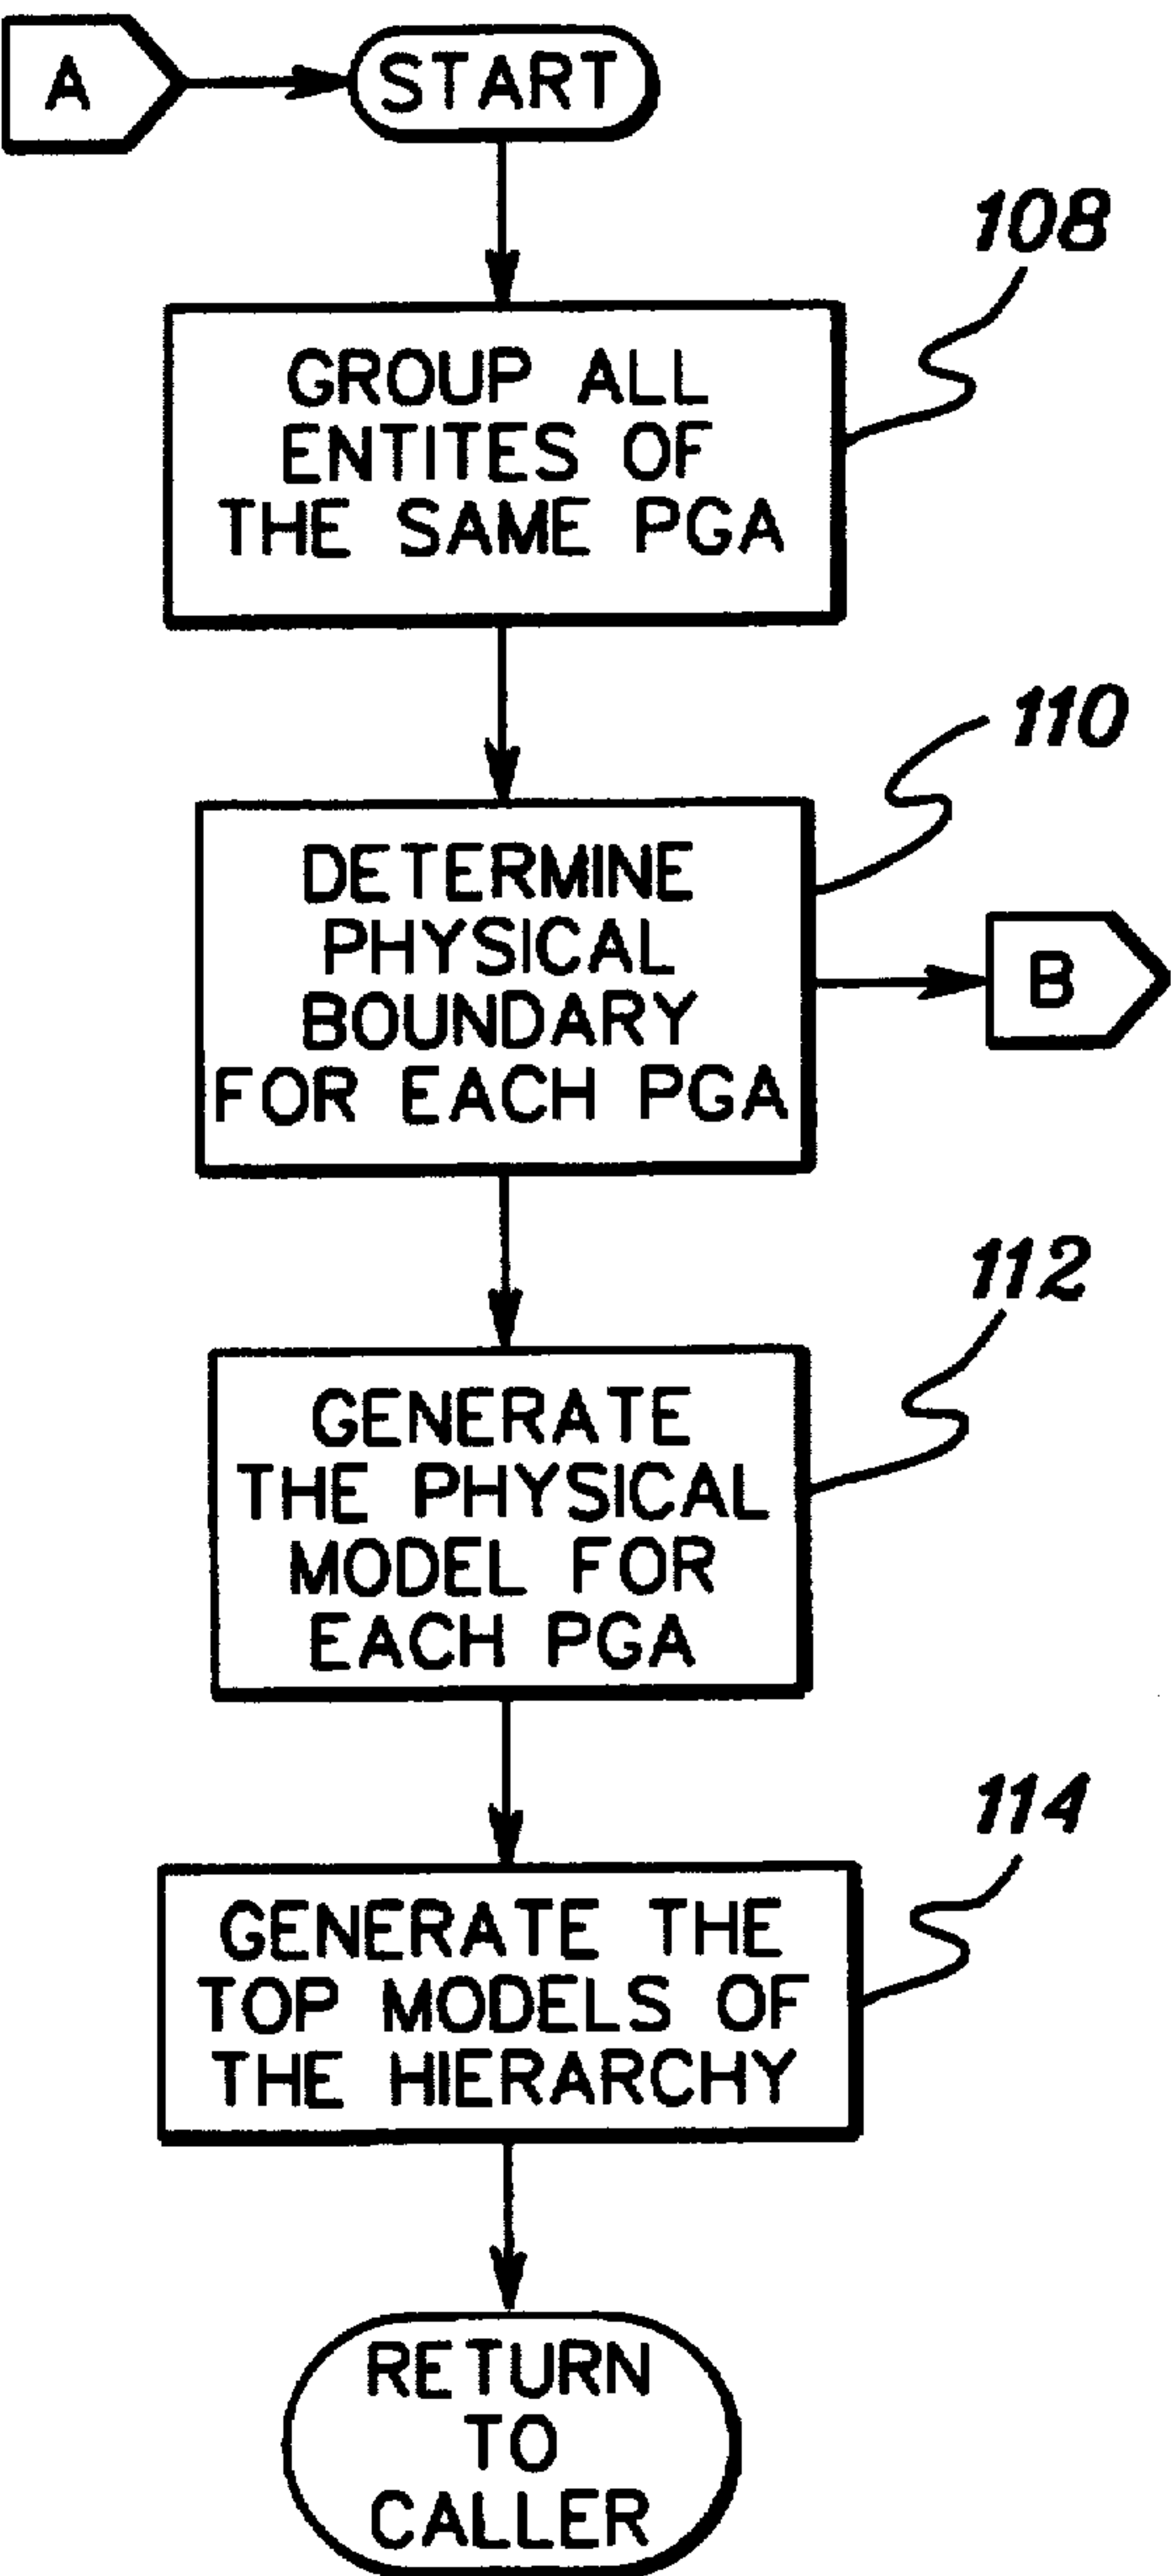 A
START
108
GROUP ALL
ENTITES OF
THE SAME PGA
110
DETERMINE
PHYSICAL
BOUNDARY
FOR EACH PGA
B
112
GENERATE
THE PHYSICAL
MODEL FOR
EACH PGA
114
GENERATE THE
TOP MODELS OF
THE HIERARCHY
RETURN
TO
CALLER